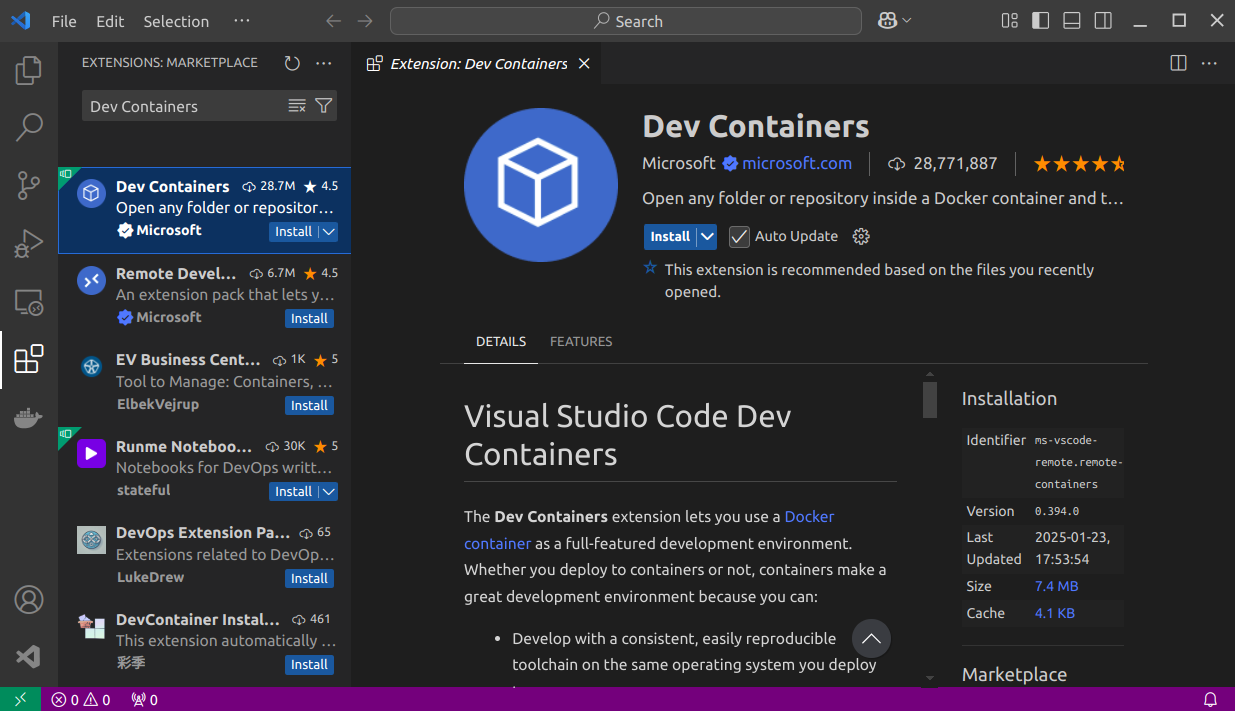 File Edit Selection ··· Search
EXTENSIONS: MARKETPLACE
Dev Containers
Dev Containers 28.7M 4.5
Open any folder or repositor...
Microsoft Install
Remote Devel... 6.7M 4.5
An extension pack that lets y...
Microsoft Install
EV Business Cent... 1K 5
Tool to Manage: Containers, ...
ElbekVejrup Install
Runme Noteboo... 30K 5
Notebooks for DevOps writt...
stateful Install
DevOps Extension Pa... 65
Extensions related to DevOp...
LukeDrew Install
DevContainer Instal... 461
This extension automatically ...
彩季 Install
Extension: Dev Containers
Dev Containers
Microsoft microsoft.com 28,771,887
Open any folder or repository inside a Docker container and t...
Install Auto Update
This extension is recommended based on the files you recently
opened.
DETAILS FEATURES
Visual Studio Code Dev
Containers
The Dev Containers extension lets you use a Docker
container as a full-featured development environment.
Whether you deploy to containers or not, containers make a
great development environment because you can:
• Develop with a consistent, easily reproducible
toolchain on the same operating system you deploy
Installation
Identifier ms-vscode-
remote.remote-
containers
Version 0.394.0
Last 2025-01-23,
Updated 17:53:54
Size 7.4 MB
Cache 4.1 KB
Marketplace
0 0 0